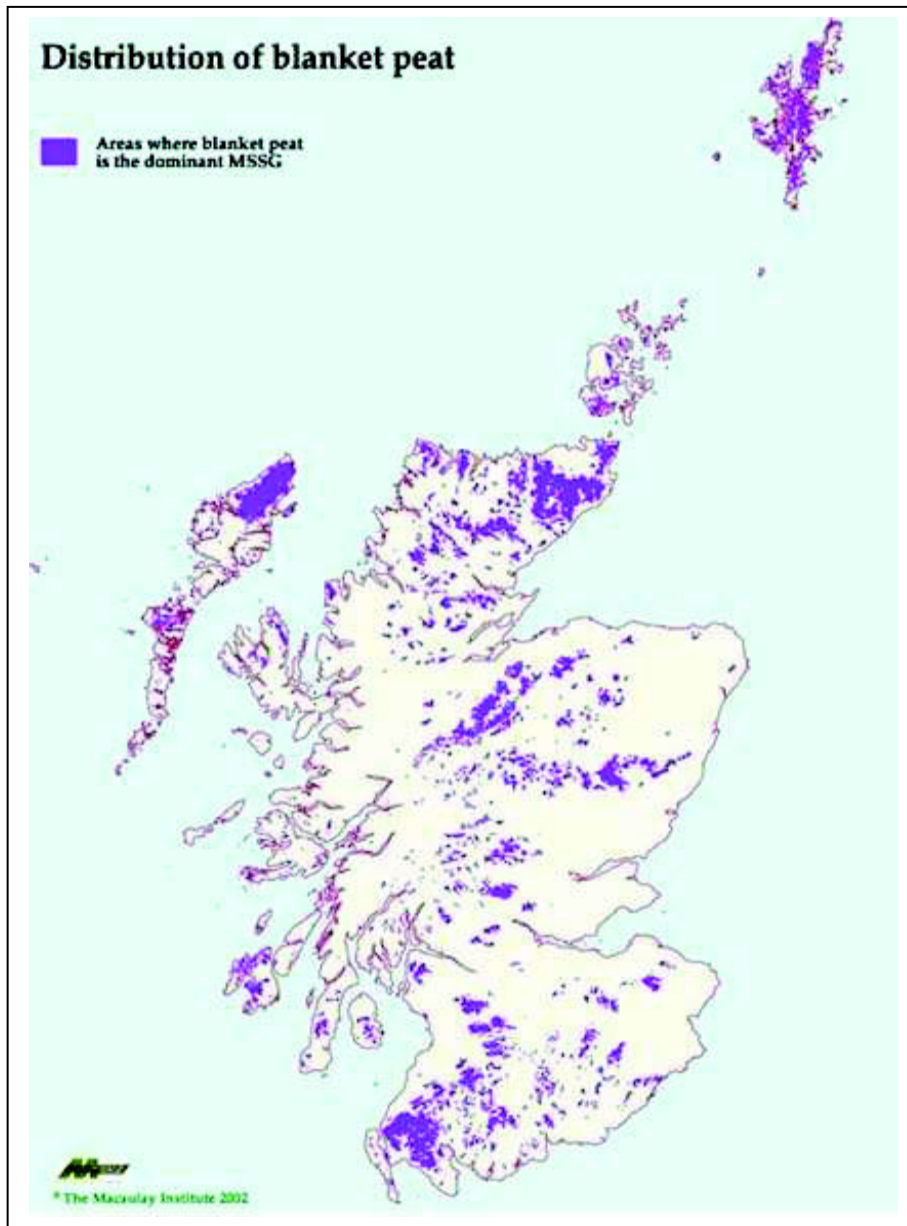 Distribution of blanket peat
Areas where blanket peat
is the dominant MSSG
© The Macaulay Institute 2002